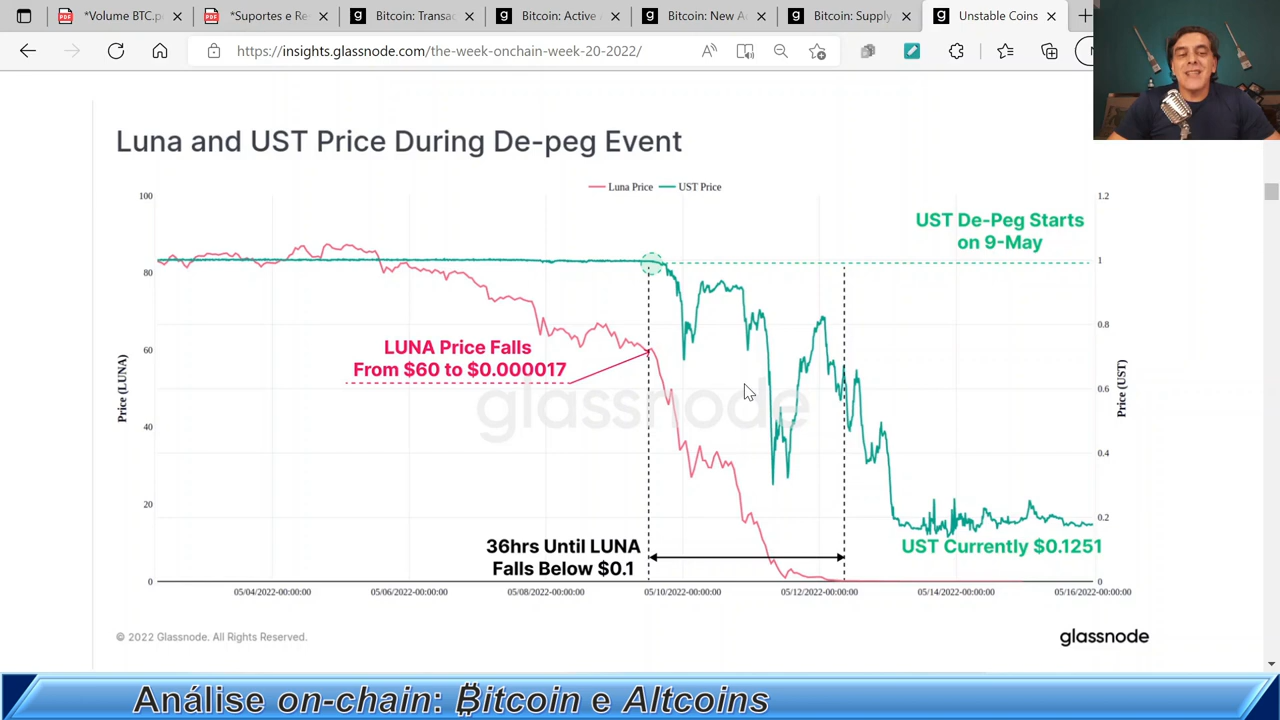 *Volume BTC.p
*Suportes e Res
Bitcoin: Transac
Bitcoin: Active A
Bitcoin: New Ac
Bitcoin: Supply
Unstable Coins
https://insights.glassnode.com/the-week-onchain-week-20-2022/
Luna and UST Price During De-peg Event
Luna Price UST Price
100
1.2
UST De-Peg Starts
on 9-May
80
1
LUNA Price Falls
From $60 to $0.000017
60
0.8
Price (LUNA)
Price (UST)
0.6
glassnode
40
0.4
20
0.2
36hrs Until LUNA
Falls Below $0.1
UST Currently $0.1251
0
0
05/04/2022-00:00:00
05/06/2022-00:00:00
05/08/2022-00:00:00
05/10/2022-00:00:00
05/12/2022-00:00:00
05/14/2022-00:00:00
05/16/2022-00:00:00
© 2022 Glassnode. All Rights Reserved.
glassnode
Análise on-chain: ₿itcoin e Altcoins